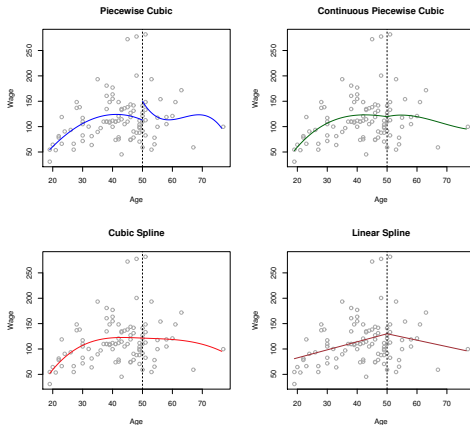 Piecewise Cubic
Wage
50 100 150 200 250
20 30 40 50 60 70
Age
Continuous Piecewise Cubic
Wage
50 100 150 200 250
20 30 40 50 60 70
Age
Cubic Spline
Wage
50 100 150 200 250
20 30 40 50 60 70
Age
Linear Spline
Wage
50 100 150 200 250
20 30 40 50 60 70
Age